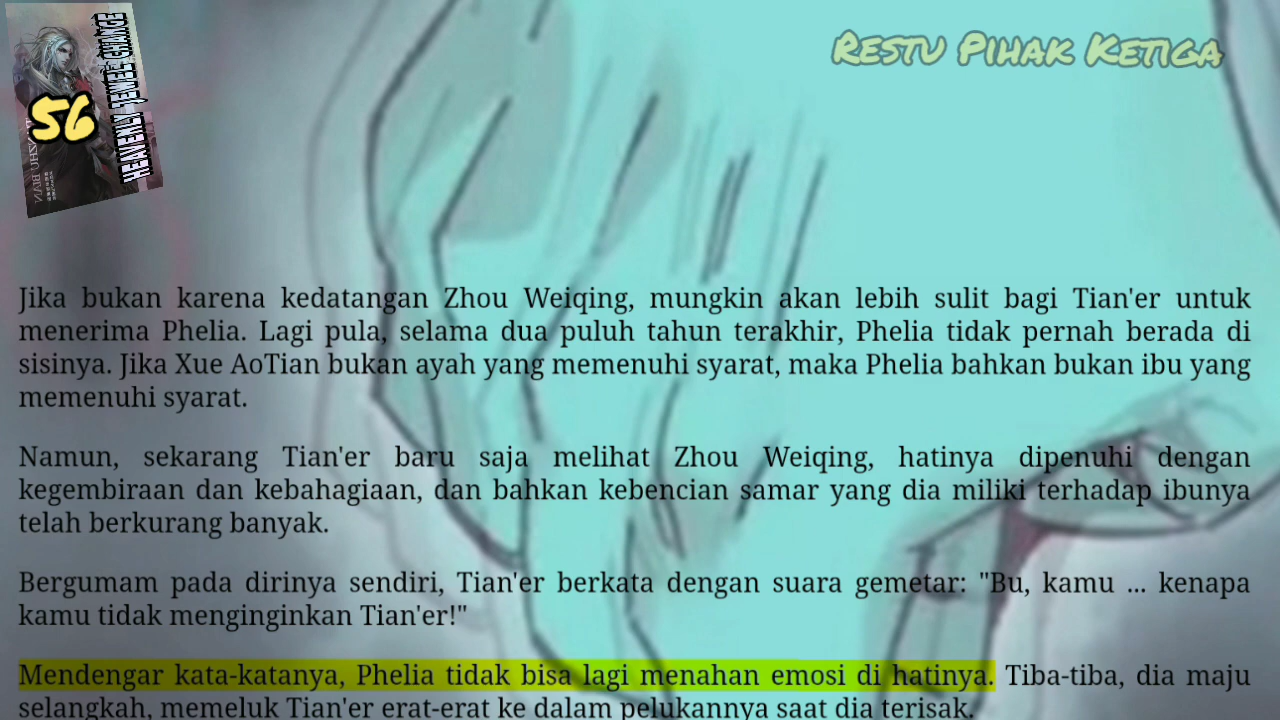 Restu Pihak Ketiga
56
HEAVENLY JEWEL CHANGE
Jika bukan karena kedatangan Zhou Weiqing, mungkin akan lebih sulit bagi Tian'er untuk
menerima Phelia. Lagi pula, selama dua puluh tahun terakhir, Phelia tidak pernah berada di
sisinya. Jika Xue AoTian bukan ayah yang memenuhi syarat, maka Phelia bahkan bukan ibu yang
memenuhi syarat.
Namun, sekarang Tian'er baru saja melihat Zhou Weiqing, hatinya dipenuhi dengan
kegembiraan dan kebahagiaan, dan bahkan kebencian samar yang dia miliki terhadap ibunya
telah berkurang banyak.
Bergumam pada dirinya sendiri, Tian'er berkata dengan suara gemetar: "Bu, kamu ... kenapa
kamu tidak menginginkan Tian'er!"
Mendengar kata-katanya, Phelia tidak bisa lagi menahan emosi di hatinya. Tiba-tiba, dia maju
selangkah, memeluk Tian'er erat-erat ke dalam pelukannya saat dia terisak.